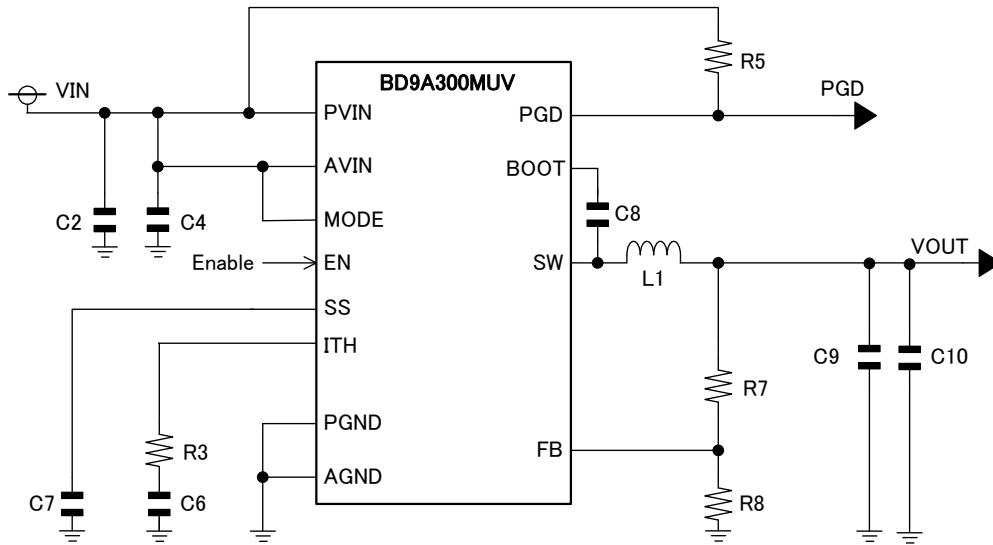 R5
BD9A300MUV
VIN
PGD
PVIN
PGD
AVIN
BOOT
C2
C4
MODE
C8
VOUT
Enable
EN
SW
L1
SS
ITH
C9
C10
R7
PGND
R3
FB
AGND
C7
C6
R8